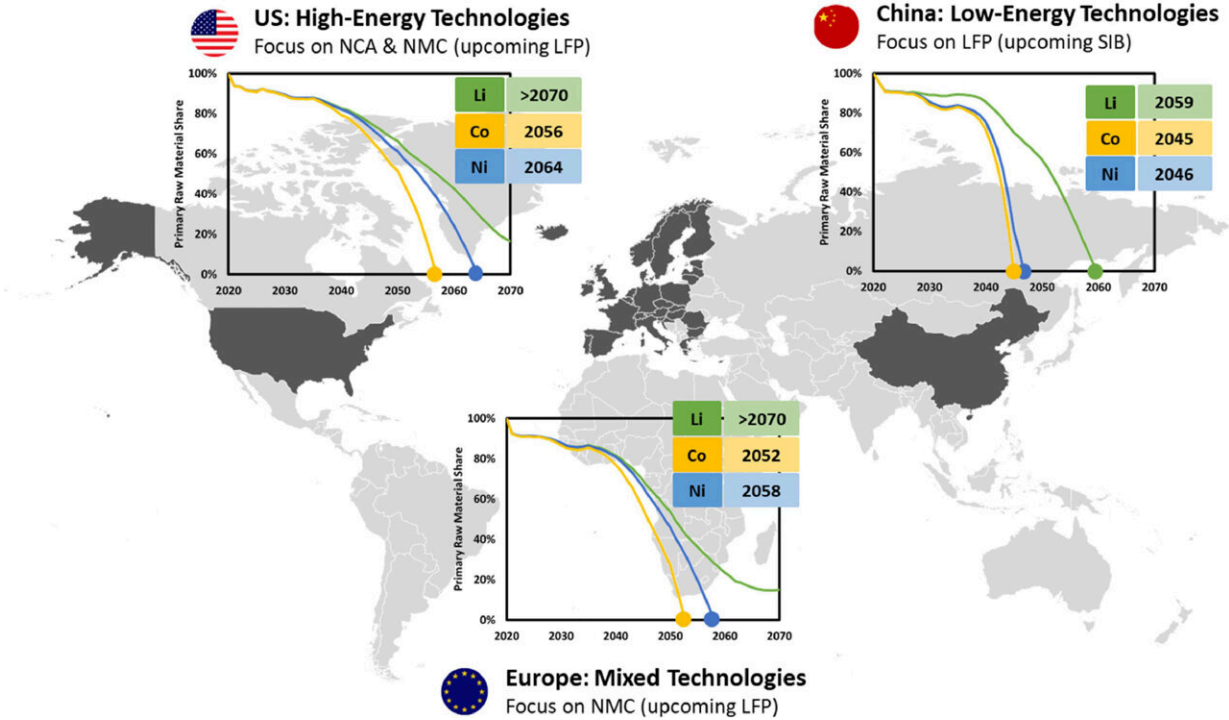 US: High-Energy Technologies
Focus on NCA & NMC (upcoming LFP)
Primary Raw Material Share
100%
80%
60%
40%
20%
0%
2020 2030 2040 2050 2060 2070
Li >2070
Co 2056
Ni 2064
China: Low-Energy Technologies
Focus on LFP (upcoming SIB)
Primary Raw Material Share
100%
80%
60%
40%
20%
0%
2020 2030 2040 2050 2060 2070
Li 2059
Co 2045
Ni 2046
Primary Raw Material Share
100%
80%
60%
40%
20%
0%
2020 2030 2040 2050 2060 2070
Li >2070
Co 2052
Ni 2058
Europe: Mixed Technologies
Focus on NMC (upcoming LFP)